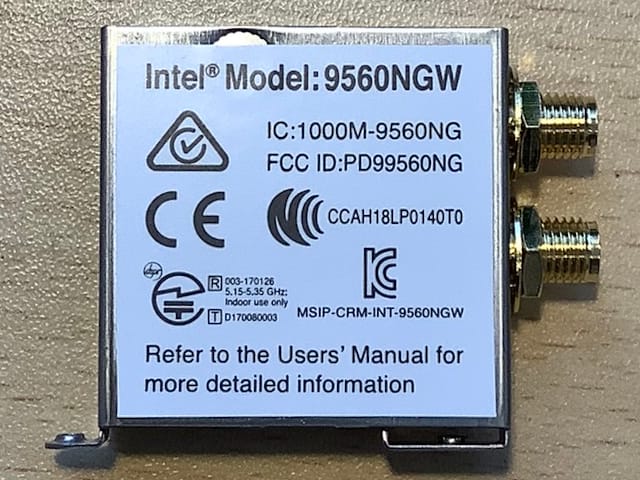 Intel® Model: 9560NGW
IC:1000M-9560NG
FCC ID:PD99560NG
CE
CCAH18LP0140T0
R 003-170126
5.15-5.35 GHz;
Indoor use only
T D170080003
MSIP-CRM-INT-9560NGW
Refer to the Users' Manual for
more detailed information